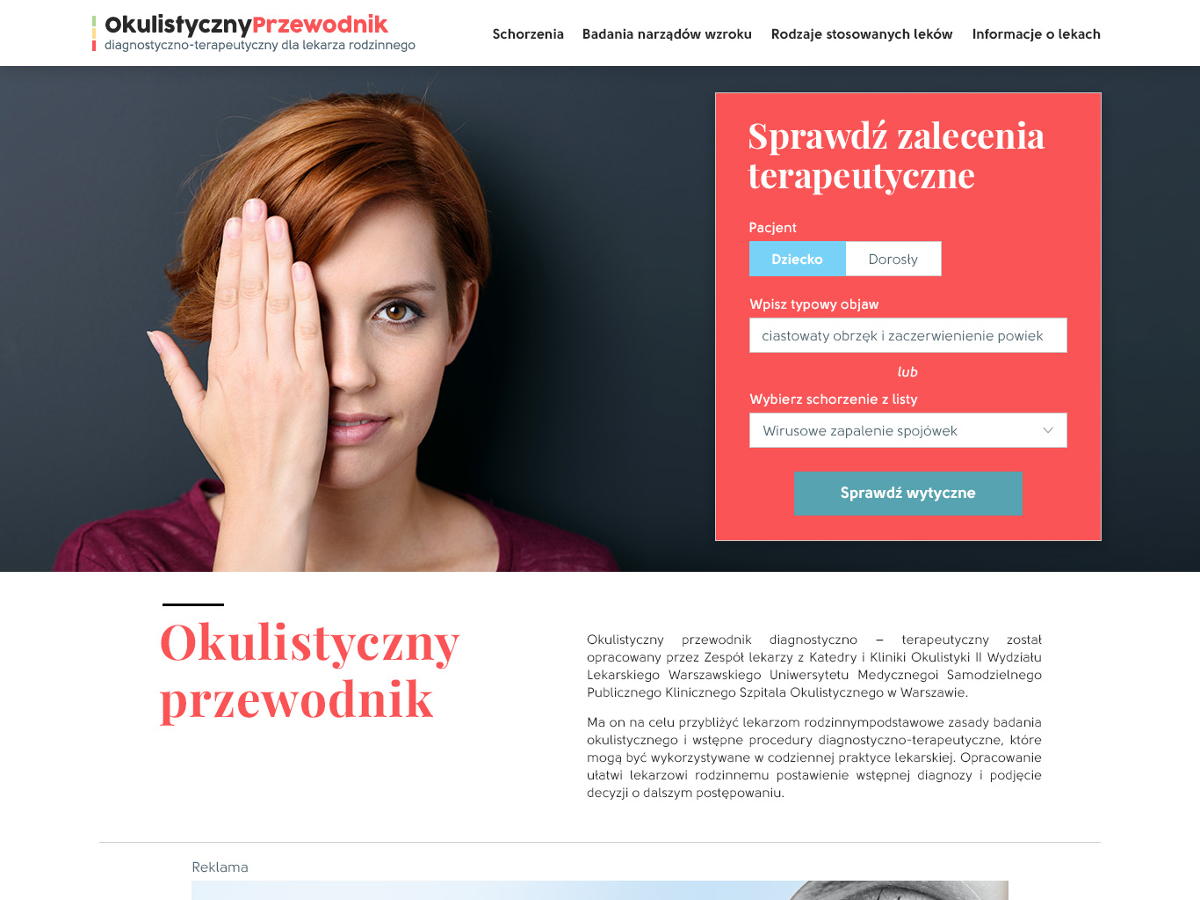 OkulistycznyPrzewodnik
diagnostyczno-terapeutyczny dla lekarza rodzinnego
Schorzenia
Badania narządów wzroku
Rodzaje stosowanych leków
Informacje o lekach
Sprawdź zalecenia
terapeutyczne
Pacjent
Dziecko
Dorosły
Wpisz typowy objaw
ciastowaty obrzęk i zaczerwienienie powiek
lub
Wybierz schorzenie z listy
Wirusowe zapalenie spojówek
Sprawdź wytyczne
Okulistyczny
przewodnik
Okulistyczny przewodnik diagnostyczno – terapeutyczny został
opracowany przez Zespół lekarzy z Katedry i Kliniki Okulistyki II Wydziału
Lekarskiego Warszawskiego Uniwersytetu Medycznegoi Samodzielnego
Publicznego Klinicznego Szpitala Okulistycznego w Warszawie.
Ma on na celu przybliżyć lekarzom rodzinnympodstawowe zasady badania
okulistycznego i wstępne procedury diagnostyczno-terapeutyczne, które
mogą być wykorzystywane w codziennej praktyce lekarskiej. Opracowanie
ułatwi lekarzowi rodzinnemu postawienie wstępnej diagnozy i podjęcie
decyzji o dalszym postępowaniu.
Reklama